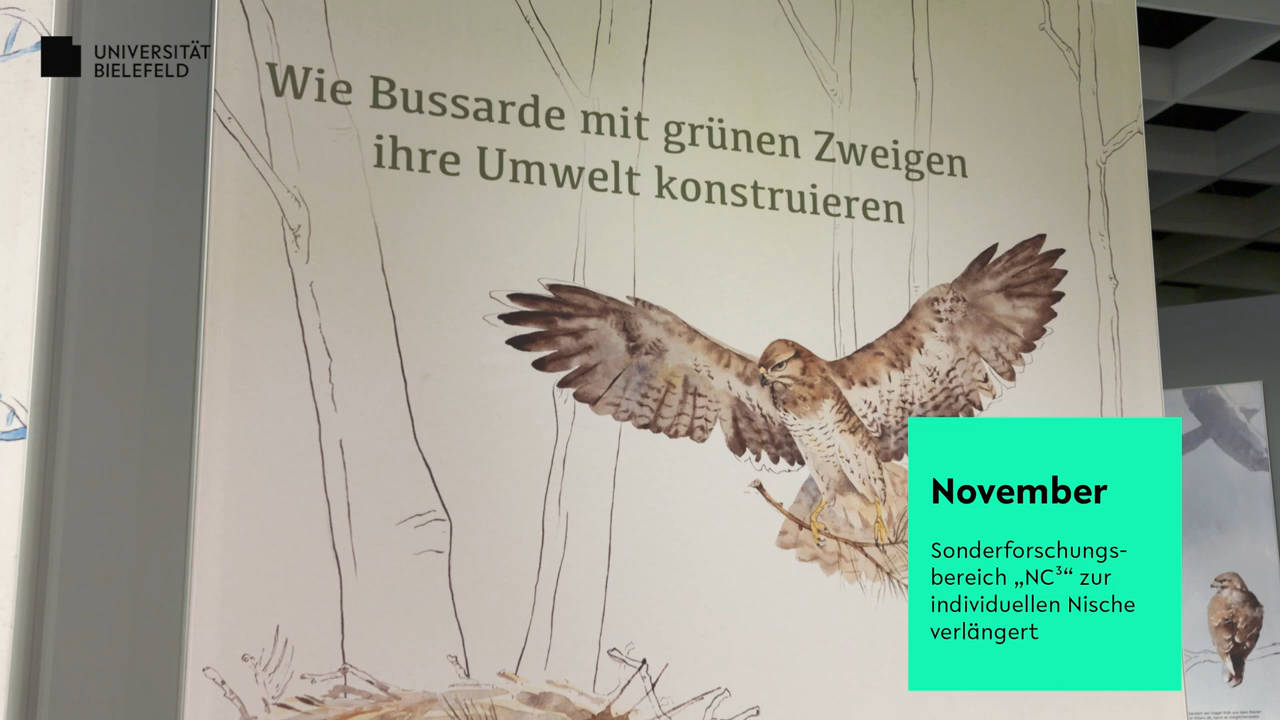 UNIVERSITÄT
BIELEFELD
Wie Bussarde mit grünen Zweigen
ihre Umwelt konstruieren
November
Sonderforschungs-
bereich „NC³“ zur
individuellen Nische
verlängert